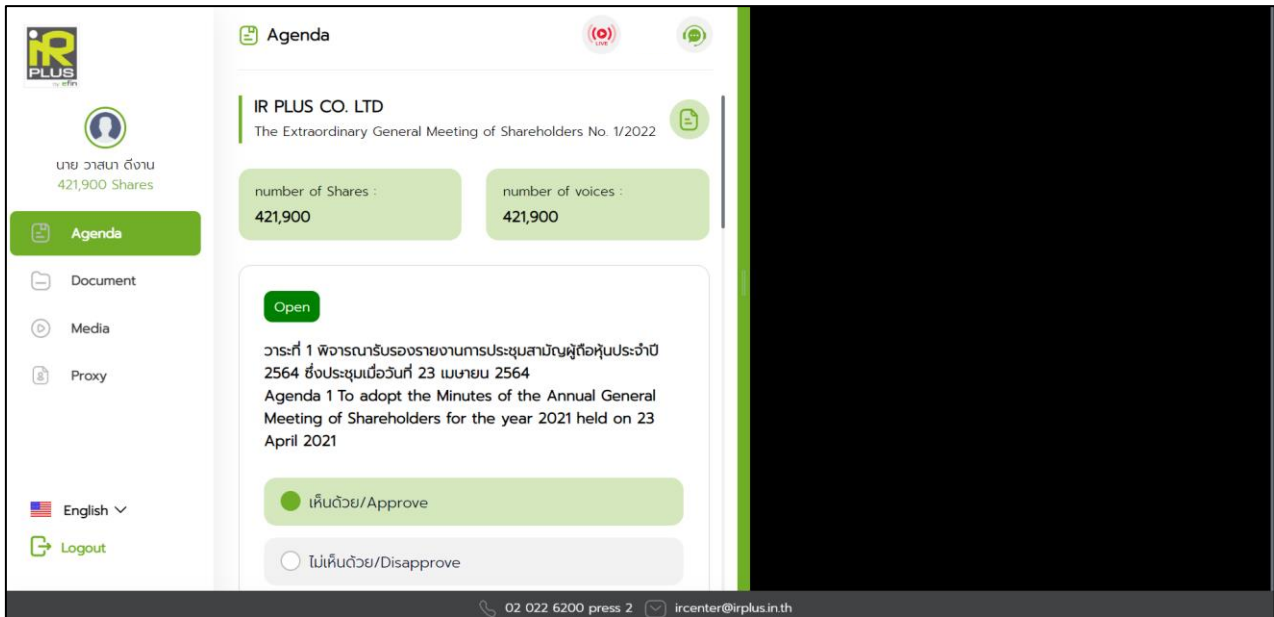 iR
PLUS
by efin
นาย วาสนา ดีงาน
421,900 Shares
Agenda
Document
Media
Proxy
English
Logout
Agenda
LIVE
IR PLUS CO. LTD
The Extraordinary General Meeting of Shareholders No. 1/2022
number of Shares :
421,900
number of voices :
421,900
Open
วาระที่ 1 พิจารณารับรองรายงานการประชุมสามัญผู้ถือหุ้นประจำปี
2564 ซึ่งประชุมเมื่อวันที่ 23 เมษายน 2564
Agenda 1 To adopt the Minutes of the Annual General
Meeting of Shareholders for the year 2021 held on 23
April 2021
เห็นด้วย/Approve
ไม่เห็นด้วย/Disapprove
02 022 6200 press 2
ircenter@irplus.in.th